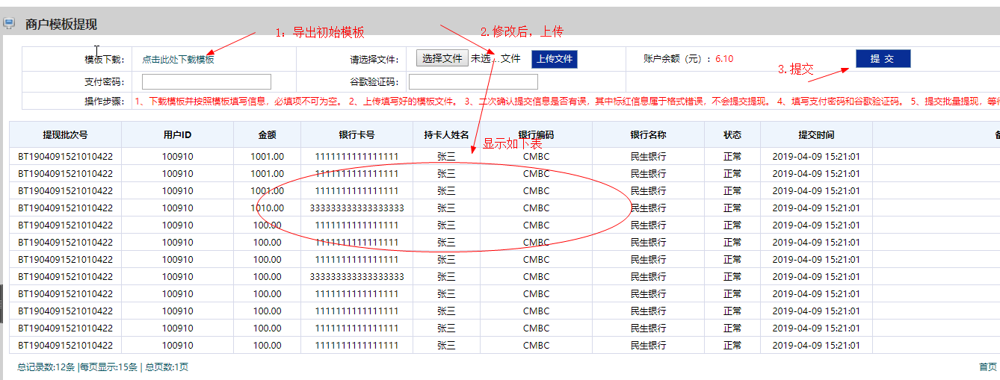 商户模板提现
1：导出初始模板
2.修改后，上传
模板下载： 点击此处下载模板 请选择文件： 选择文件 未选...文件 上传文件 账户余额（元）：6.10 提 交
3.提交
支付密码： 谷歌验证码：
操作步骤： 1、下载模板并按照模板填写信息，必填项不可为空。 2、上传填写好的模板文件。 3、二次确认提交信息是否有误，其中标红信息属于格式错误，不会提交提现。 4、填写支付密码和谷歌验证码。 5、提交批量提现，等待
提现批次号 用户ID 金额 银行卡号 持卡人姓名 银行编码 银行名称 状态 提交时间
显示如下表
BT1904091521010422 100910 1001.00 1111111111111111 张三 CMBC 民生银行 正常 2019-04-09 15:21:01
BT1904091521010422 100910 1001.00 1111111111111111 张三 CMBC 民生银行 正常 2019-04-09 15:21:01
BT1904091521010422 100910 1001.00 1111111111111111 张三 CMBC 民生银行 正常 2019-04-09 15:21:01
BT1904091521010422 100910 1010.00 333333333333333333 张三 CMBC 民生银行 正常 2019-04-09 15:21:01
BT1904091521010422 100910 100.00 1111111111111111 张三 CMBC 民生银行 正常 2019-04-09 15:21:01
BT1904091521010422 100910 100.00 1111111111111111 张三 CMBC 民生银行 正常 2019-04-09 15:21:01
BT1904091521010422 100910 100.00 1111111111111111 张三 CMBC 民生银行 正常 2019-04-09 15:21:01
BT1904091521010422 100910 100.00 333333333333333333 张三 CMBC 民生银行 正常 2019-04-09 15:21:01
BT1904091521010422 100910 100.00 1111111111111111 张三 CMBC 民生银行 正常 2019-04-09 15:21:01
BT1904091521010422 100910 100.00 1111111111111111 张三 CMBC 民生银行 正常 2019-04-09 15:21:01
BT1904091521010422 100910 100.00 1111111111111111 张三 CMBC 民生银行 正常 2019-04-09 15:21:01
BT1904091521010422 100910 100.00 1111111111111111 张三 CMBC 民生银行 正常 2019-04-09 15:21:01
总记录数:12条 |每页显示:15条 | 总页数:1页 首页